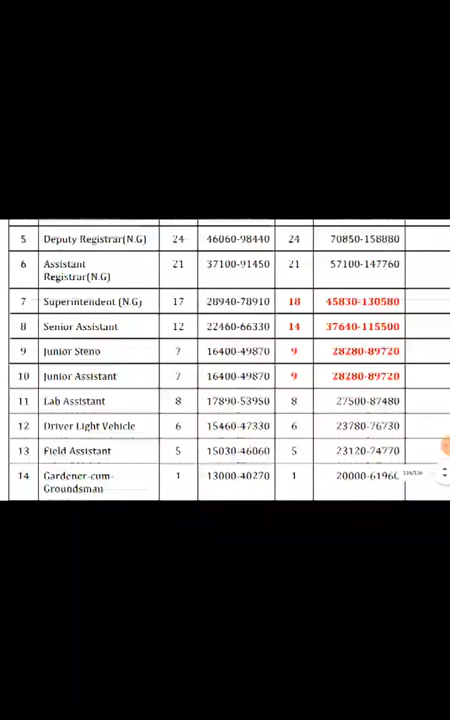 5 Deputy Registrar(N.G) 24 46060-98440 24 70850-158880
6 Assistant Registrar(N.G) 21 37100-91450 21 57100-147760
7 Superintendent (N.G) 17 28940-78910 18 45830-130580
8 Senior Assistant 12 22460-66330 14 37640-115500
9 Junior Steno 7 16400-49870 9 28280-89720
10 Junior Assistant 7 16400-49870 9 28280-89720
11 Lab Assistant 8 17890-53950 8 27500-87480
12 Driver Light Vehicle 6 15460-47330 6 23780-76730
13 Field Assistant 5 15030-46060 5 23120-74770
14 Gardener-cum-Groundsman 1 13000-40270 1 20000-61960